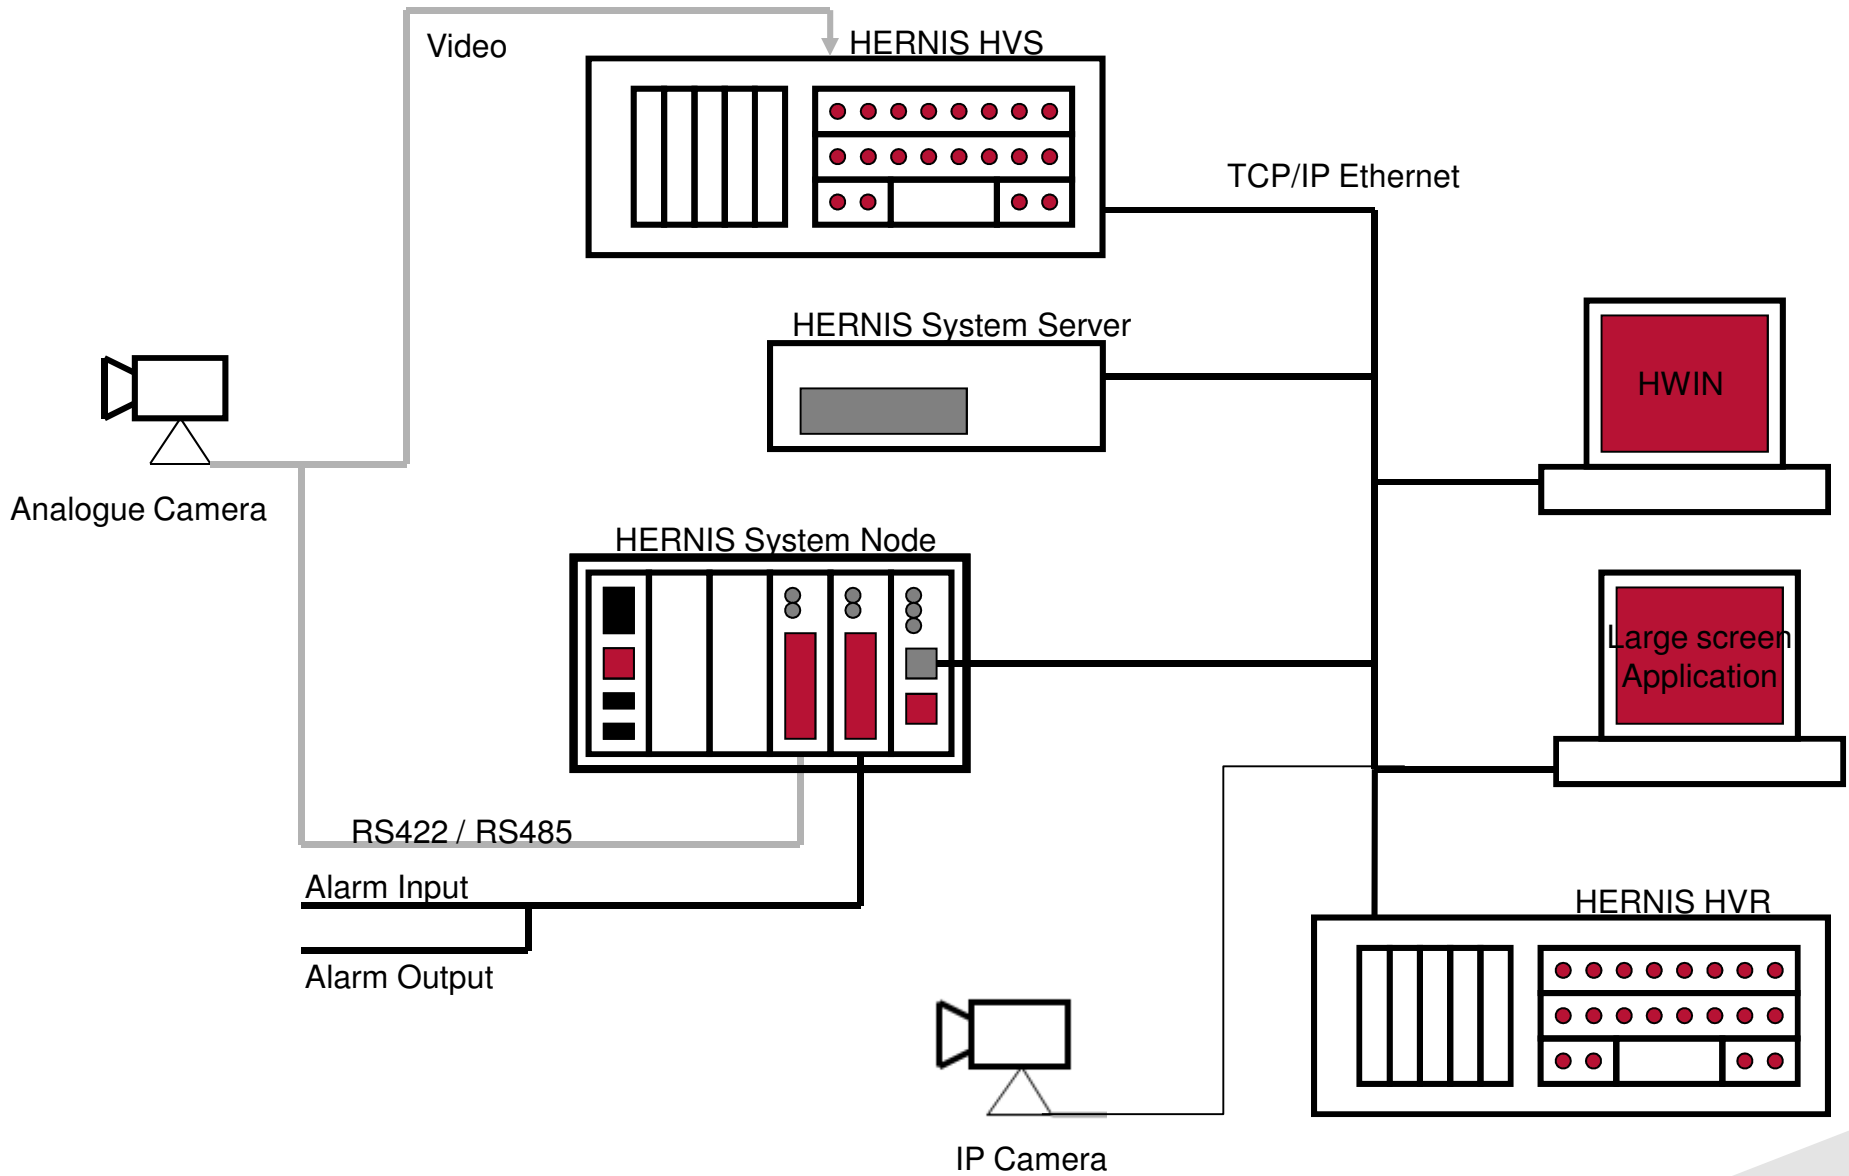 Video
HERNIS HVS
TCP/IP Ethernet
HERNIS System Server
HWIN
Analogue Camera
HERNIS System Node
Large screen
Application
RS422 / RS485
Alarm Input
HERNIS HVR
Alarm Output
IP Camera